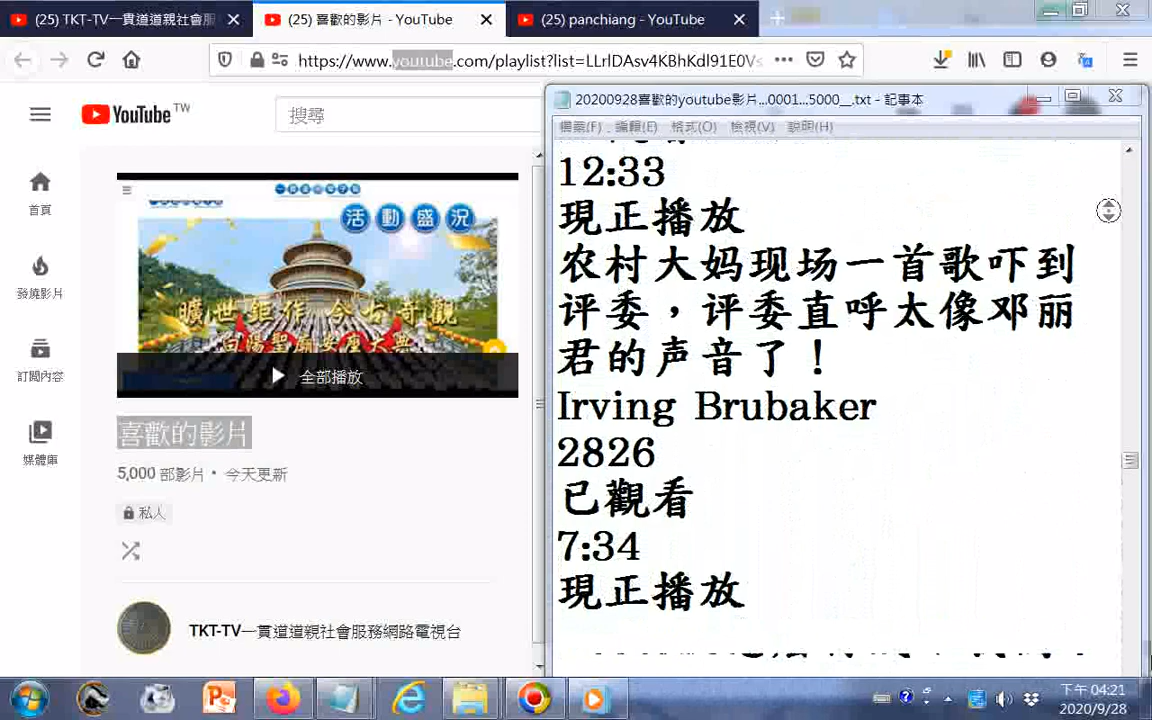 (25) TKT-TV一貫道道親社會服
(25) 喜歡的影片 - YouTube
(25) panchiang - YouTube
https://www.youtube.com/playlist?list=LLrlDAsv4KBhKdl91E0Vs
YouTube TW
搜尋
首頁
發燒影片
訂閱內容
媒體庫
活動盛況
曠世鉅作 今古奇觀
白陽聖廟安座大典
全部播放
喜歡的影片
5,000 部影片・今天更新
私人
TKT-TV一貫道道親社會服務網路電視台
20200928喜歡的youtube影片...0001...5000__.txt - 記事本
檔案(F) 編輯(E) 格式(O) 檢視(V) 說明(H)
12:33
現正播放
农村大妈现场一首歌吓到
评委，评委直呼太像邓丽
君的声音了！
Irving Brubaker
2826
已觀看
7:34
現正播放
下午 04:21
2020/9/28